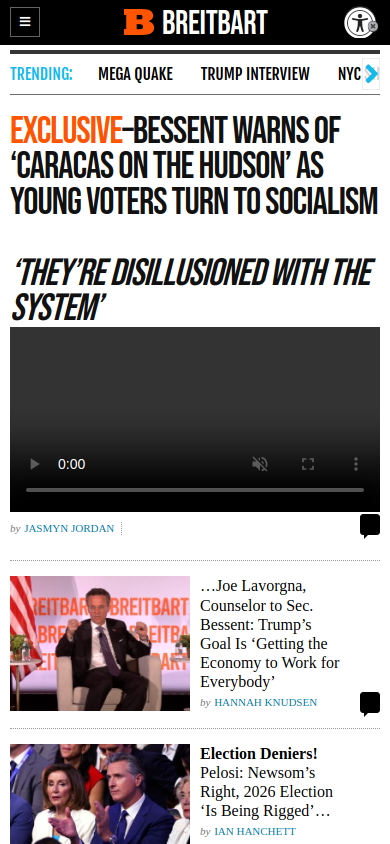 BREITBART
TRENDING:
MEGA QUAKE
TRUMP INTERVIEW
NYC
EXCLUSIVE–BESSENT WARNS OF
‘CARACAS ON THE HUDSON’ AS
YOUNG VOTERS TURN TO SOCIALISM
‘THEY’RE DISILLUSIONED WITH THE
SYSTEM’
0:00
by JASMYN JORDAN
…Joe Lavorgna,
Counselor to Sec.
Bessent: Trump’s
Goal Is ‘Getting the
Economy to Work for
Everybody’
by HANNAH KNUDSEN
Election Deniers!
Pelosi: Newsom’s
Right, 2026 Election
‘Is Being Rigged’…
by IAN HANCHETT